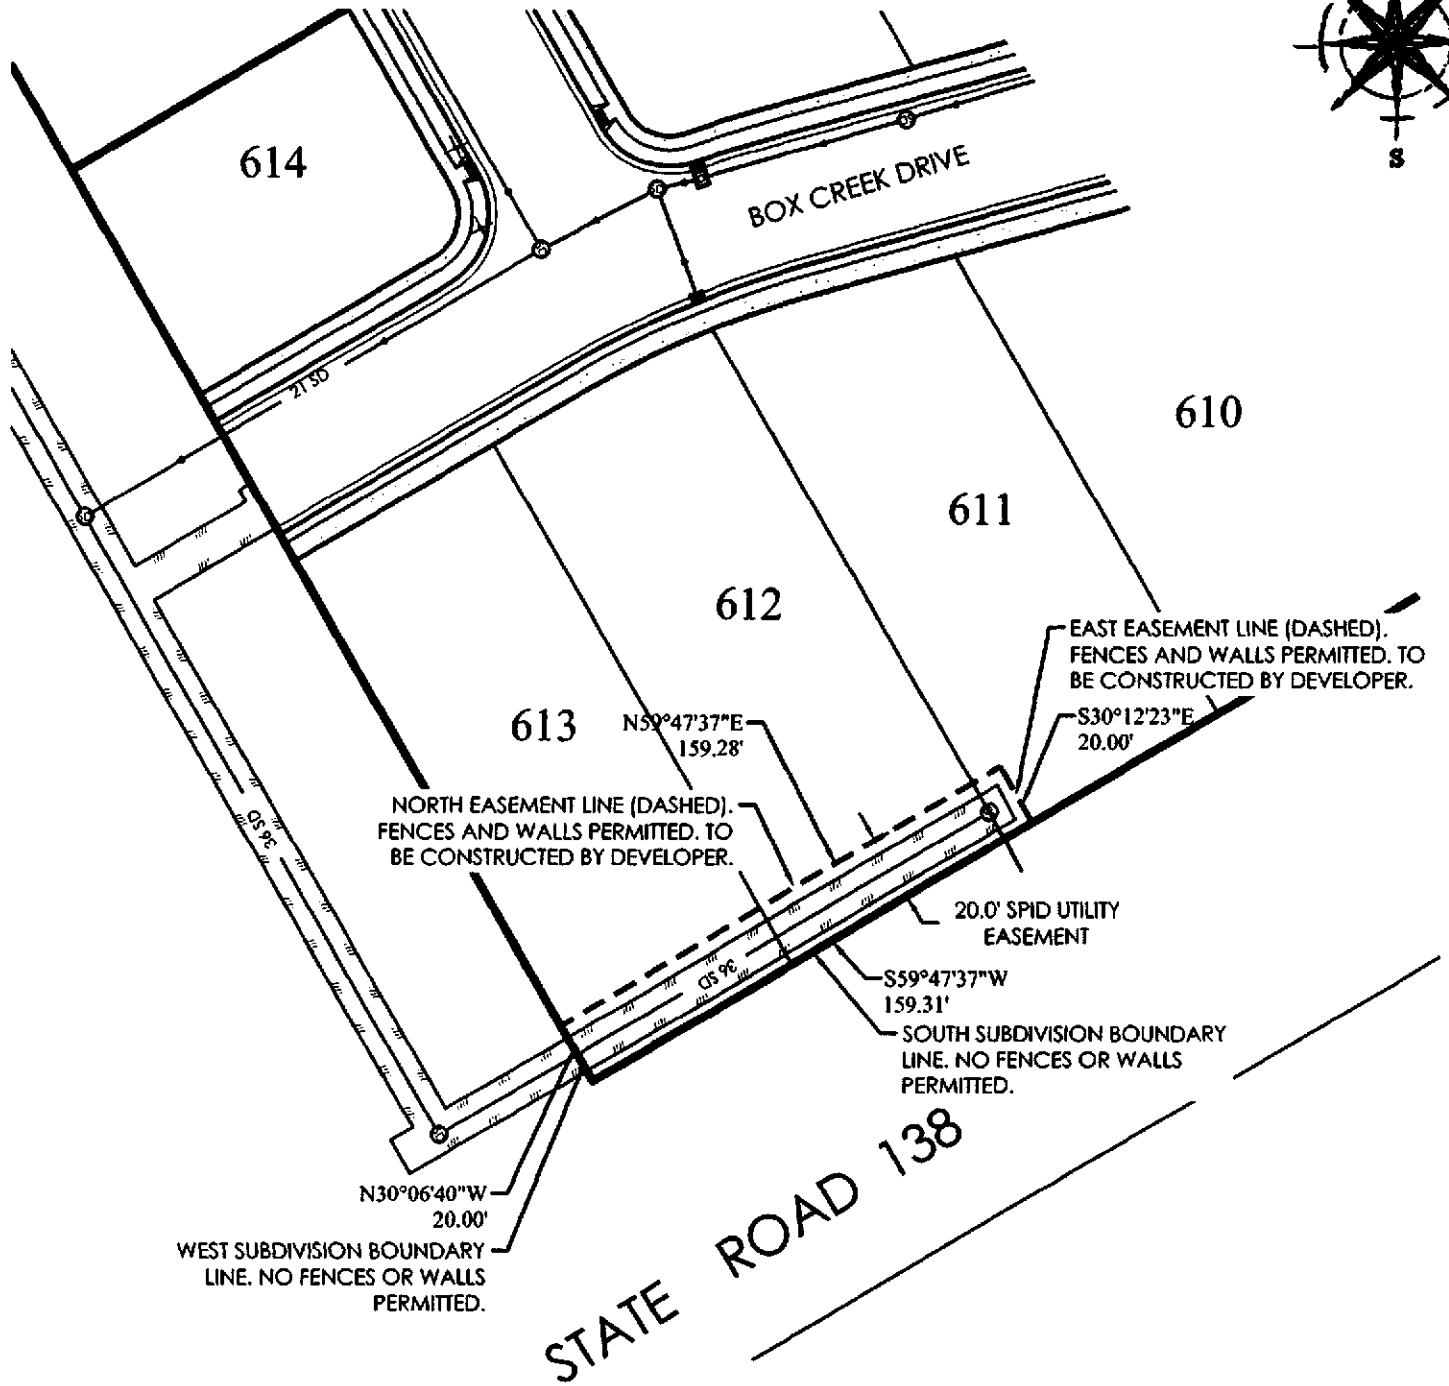 S
614
BOX CREEK DRIVE
21 SD
610
611
612
613
EAST EASEMENT LINE (DASHED).
FENCES AND WALLS PERMITTED. TO
BE CONSTRUCTED BY DEVELOPER.
N59°47'37"E
159.28'
S30°12'23"E
20.00'
NORTH EASEMENT LINE (DASHED).
FENCES AND WALLS PERMITTED. TO
BE CONSTRUCTED BY DEVELOPER.
36 SD
36 SD
20.0' SPID UTILITY
EASEMENT
S59°47'37"W
159.31'
SOUTH SUBDIVISION BOUNDARY
LINE. NO FENCES OR WALLS
PERMITTED.
N30°06'40"W
20.00'
WEST SUBDIVISION BOUNDARY
LINE. NO FENCES OR WALLS
PERMITTED.
STATE ROAD 138